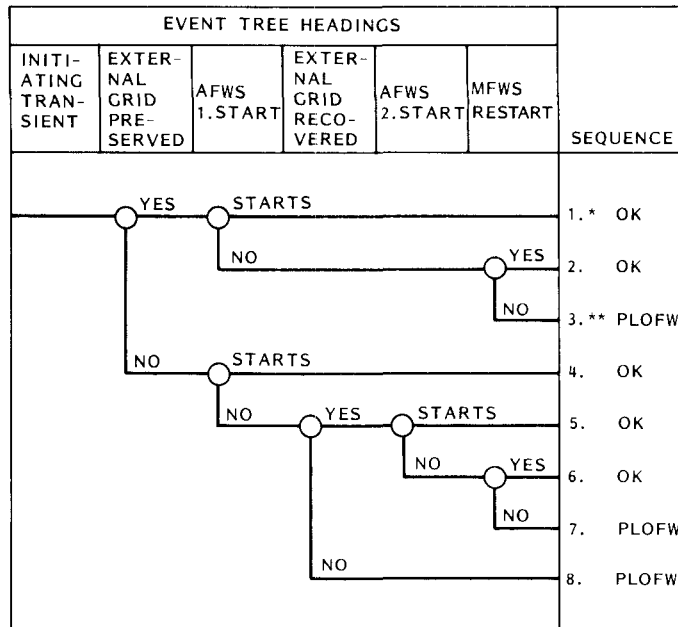 EVENT TREE HEADINGS
INITI-
ATING
TRAN-
SIENT
EXTER-
NAL
GRID
PRE-
SERVED
AFWS
1.START
EXTER-
NAL
GRID
RECO-
VERED
AFWS
2.START
MFWS
RESTART
SEQUENCE
YES
STARTS
1.* OK
NO
YES
2. OK
NO
3.** PLOFW
NO
STARTS
4. OK
NO
YES
STARTS
5. OK
NO
YES
6. OK
NO
7. PLOFW
NO
8. PLOFW